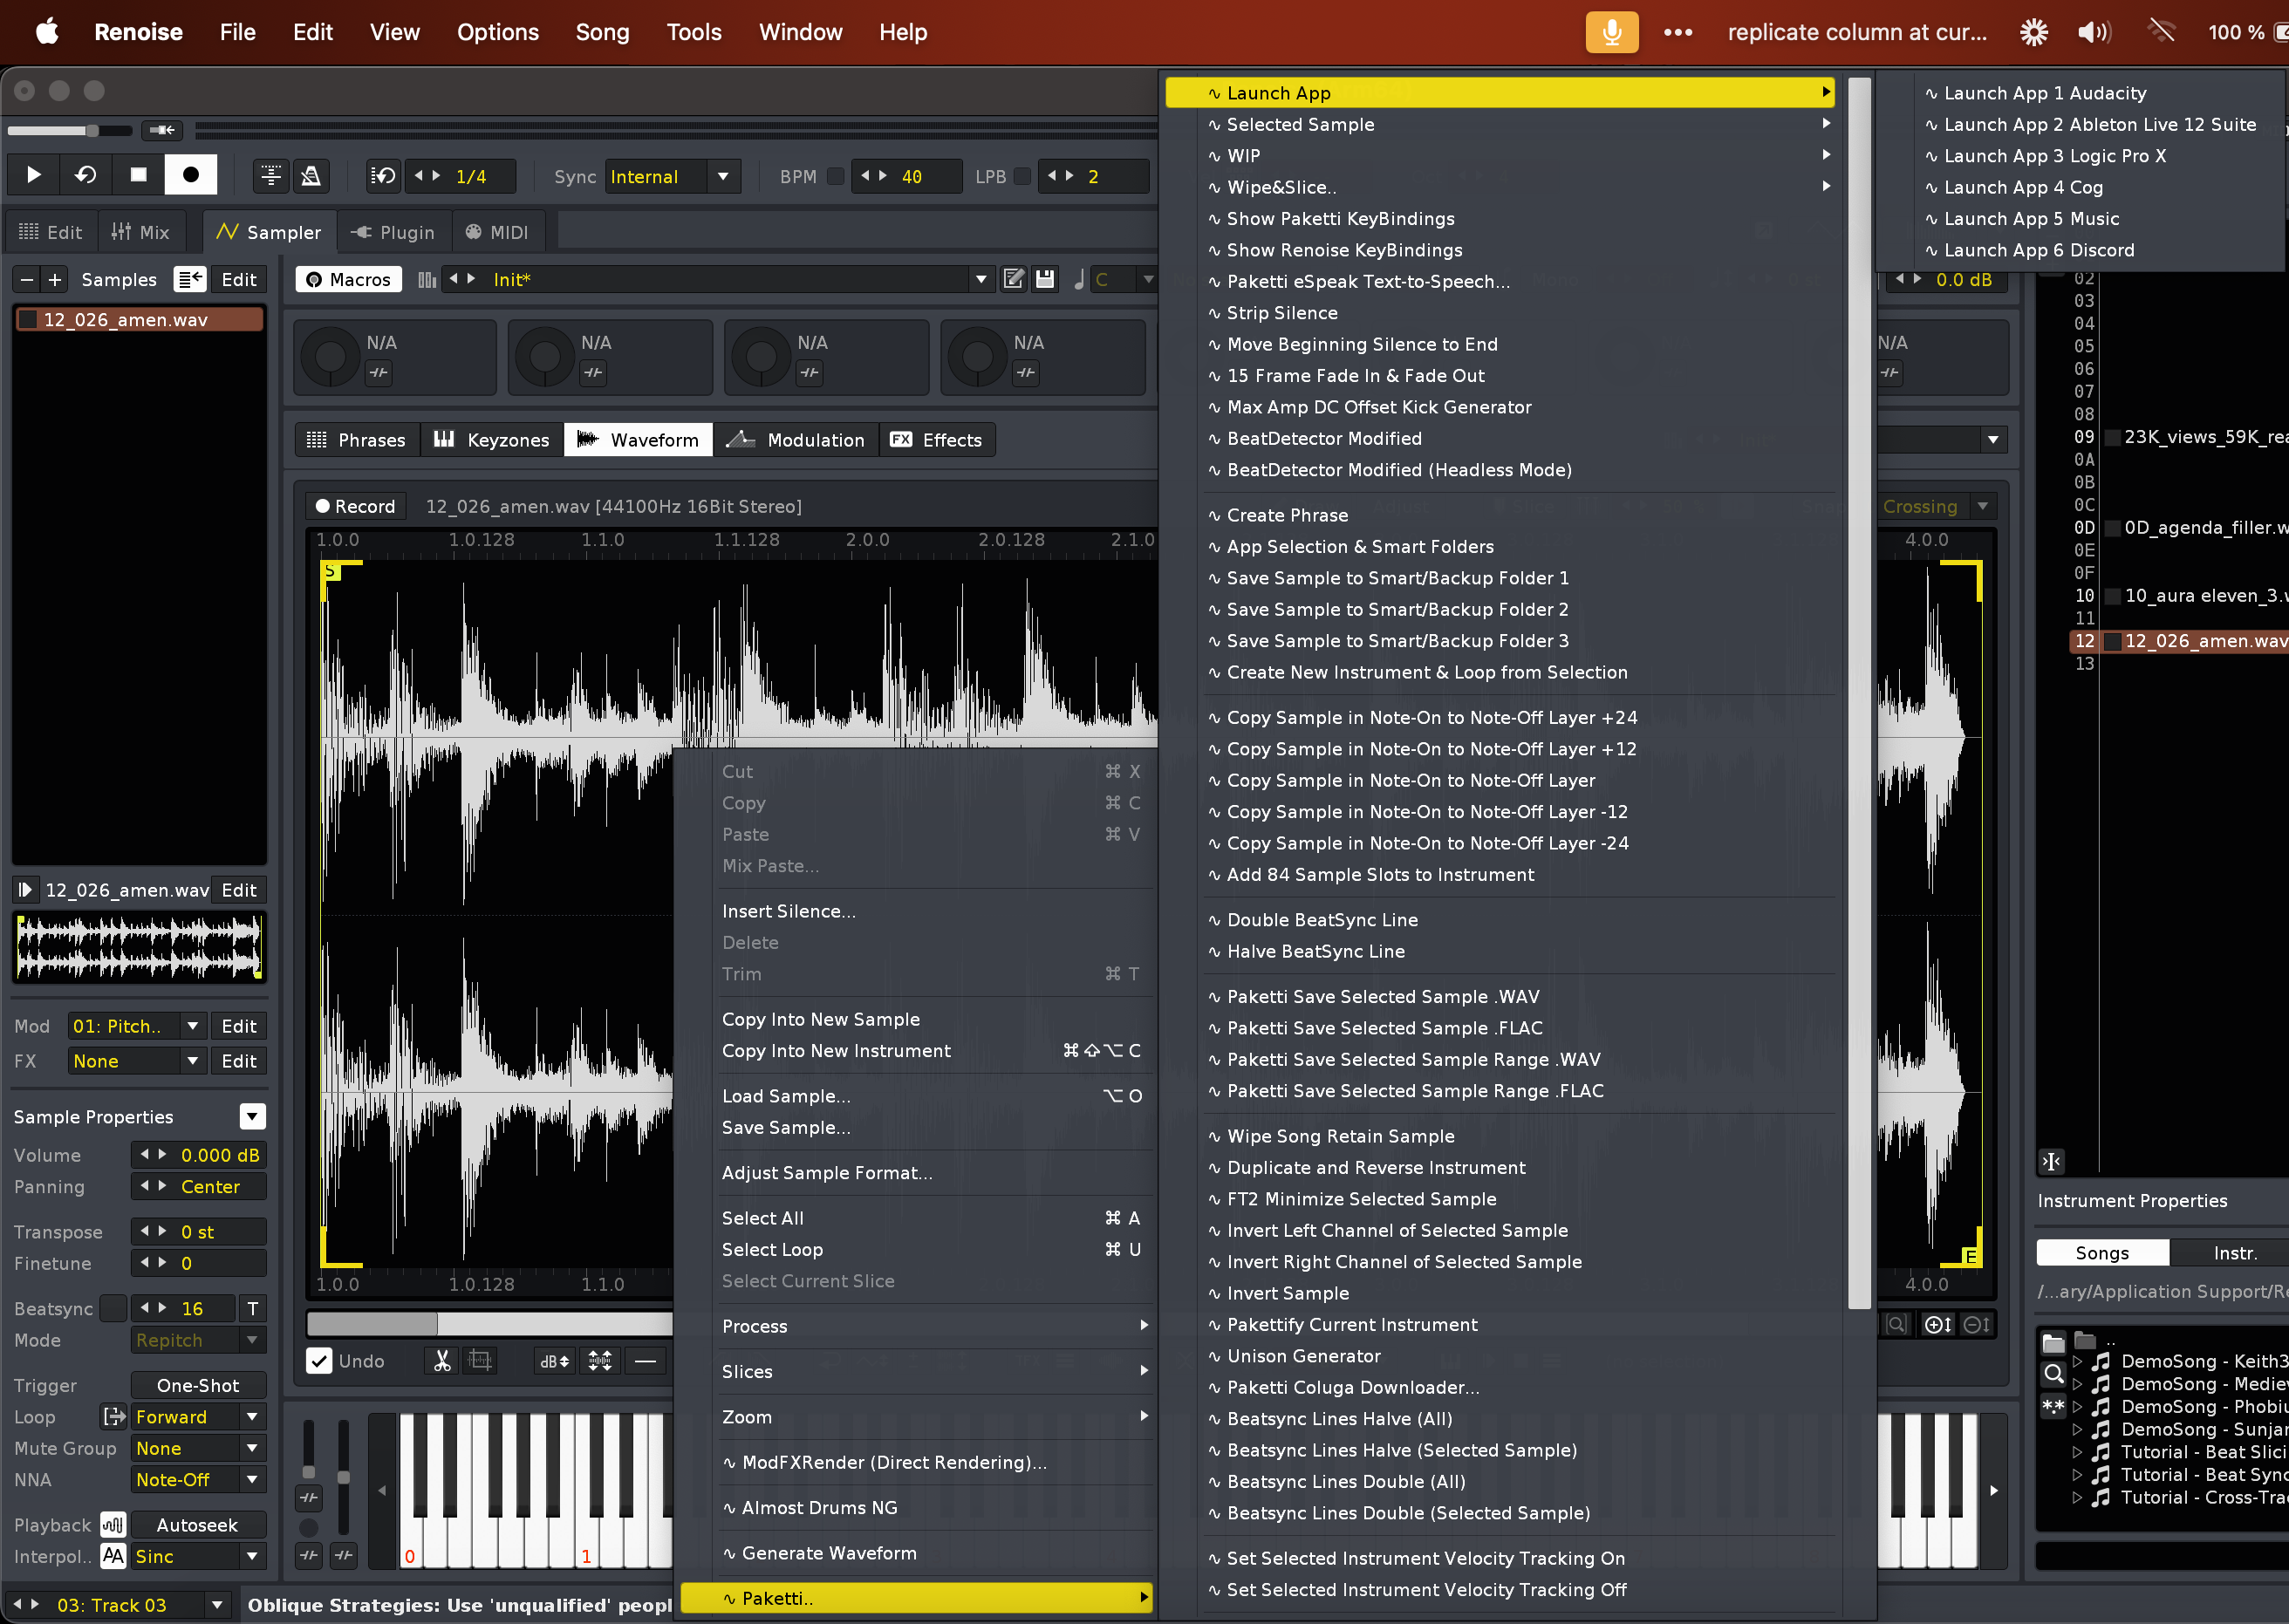 Renoise File Edit View Options Song Tools Window Help
replicate column at cur... 100 %
1/4 Sync Internal BPM 40 LPB 2
Edit Mix Sampler Plugin MIDI
Samples Edit
12_026_amen.wav
Macros Init* C
N/A N/A N/A N/A N/A
Phrases Keyzones Waveform Modulation FX Effects
Record 12_026_amen.wav [44100Hz 16Bit Stereo]
Crossing
1.0.0 1.0.128 1.1.0 1.1.128 2.0.0 2.0.128 2.1.0 4.0.0
S
E
1.0.0 1.0.128 1.1.0 4.0.0
Undo dB
0 1
12_026_amen.wav Edit
Mod 01: Pitch.. Edit
FX None Edit
Sample Properties
Volume 0.000 dB
Panning Center
Transpose 0 st
Finetune 0
Beatsync 16 T
Mode Repitch
Trigger One-Shot
Loop Forward
Mute Group None
NNA Note-Off
Playback Autoseek
Interpol.. AA Sinc
03: Track 03 Oblique Strategies: Use 'unqualified' peopl
Cut ⌘ X
Copy ⌘ C
Paste ⌘ V
Mix Paste...
Insert Silence...
Delete
Trim ⌘ T
Copy Into New Sample
Copy Into New Instrument ⌘⇧⌥ C
Load Sample... ⌥ O
Save Sample...
Adjust Sample Format...
Select All ⌘ A
Select Loop ⌘ U
Select Current Slice
Process
Slices
Zoom
∿ ModFXRender (Direct Rendering)...
∿ Almost Drums NG
∿ Generate Waveform
∿ Paketti..
∿ Launch App
∿ Selected Sample
∿ WIP
∿ Wipe&Slice..
∿ Show Paketti KeyBindings
∿ Show Renoise KeyBindings
∿ Paketti eSpeak Text-to-Speech...
∿ Strip Silence
∿ Move Beginning Silence to End
∿ 15 Frame Fade In & Fade Out
∿ Max Amp DC Offset Kick Generator
∿ BeatDetector Modified
∿ BeatDetector Modified (Headless Mode)
∿ Create Phrase
∿ App Selection & Smart Folders
∿ Save Sample to Smart/Backup Folder 1
∿ Save Sample to Smart/Backup Folder 2
∿ Save Sample to Smart/Backup Folder 3
∿ Create New Instrument & Loop from Selection
∿ Copy Sample in Note-On to Note-Off Layer +24
∿ Copy Sample in Note-On to Note-Off Layer +12
∿ Copy Sample in Note-On to Note-Off Layer
∿ Copy Sample in Note-On to Note-Off Layer -12
∿ Copy Sample in Note-On to Note-Off Layer -24
∿ Add 84 Sample Slots to Instrument
∿ Double BeatSync Line
∿ Halve BeatSync Line
∿ Paketti Save Selected Sample .WAV
∿ Paketti Save Selected Sample .FLAC
∿ Paketti Save Selected Sample Range .WAV
∿ Paketti Save Selected Sample Range .FLAC
∿ Wipe Song Retain Sample
∿ Duplicate and Reverse Instrument
∿ FT2 Minimize Selected Sample
∿ Invert Left Channel of Selected Sample
∿ Invert Right Channel of Selected Sample
∿ Invert Sample
∿ Pakettify Current Instrument
∿ Unison Generator
∿ Paketti Coluga Downloader...
∿ Beatsync Lines Halve (All)
∿ Beatsync Lines Halve (Selected Sample)
∿ Beatsync Lines Double (All)
∿ Beatsync Lines Double (Selected Sample)
∿ Set Selected Instrument Velocity Tracking On
∿ Set Selected Instrument Velocity Tracking Off
∿ Launch App 1 Audacity
∿ Launch App 2 Ableton Live 12 Suite
∿ Launch App 3 Logic Pro X
∿ Launch App 4 Cog
∿ Launch App 5 Music
∿ Launch App 6 Discord
0.0 dB
02
03
04
05
06
07
08
09 23K_views_59K_rea
0A
0B
0C
0D 0D_agenda_filler.w
0E
0F
10 10_aura eleven_3.v
11
12 12_026_amen.wav
13
Instrument Properties
Songs Instr.
/...ary/Application Support/Re
..
DemoSong - Keith3
DemoSong - Mediev
DemoSong - Phobiu
DemoSong - Sunjar
Tutorial - Beat Slici
Tutorial - Beat Sync
Tutorial - Cross-Tra